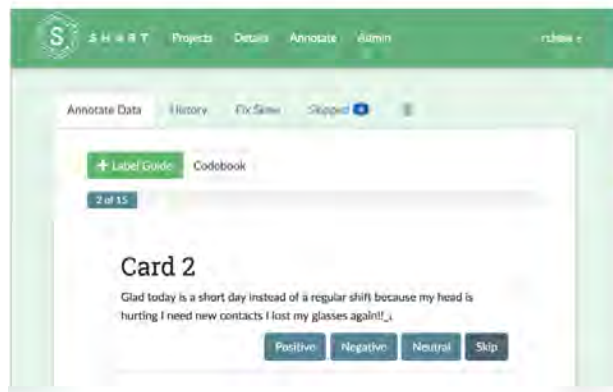 S. SMART Projects Details Annotate Admin
Annotate Data History Fix Skew Skipped
+ Label Guide Codebook
2 of 15
Card 2
Glad today is a short day instead of a regular shift because my head is
hurting I need new contacts I lost my glasses again!!_
Positive Negative Neutral Skip